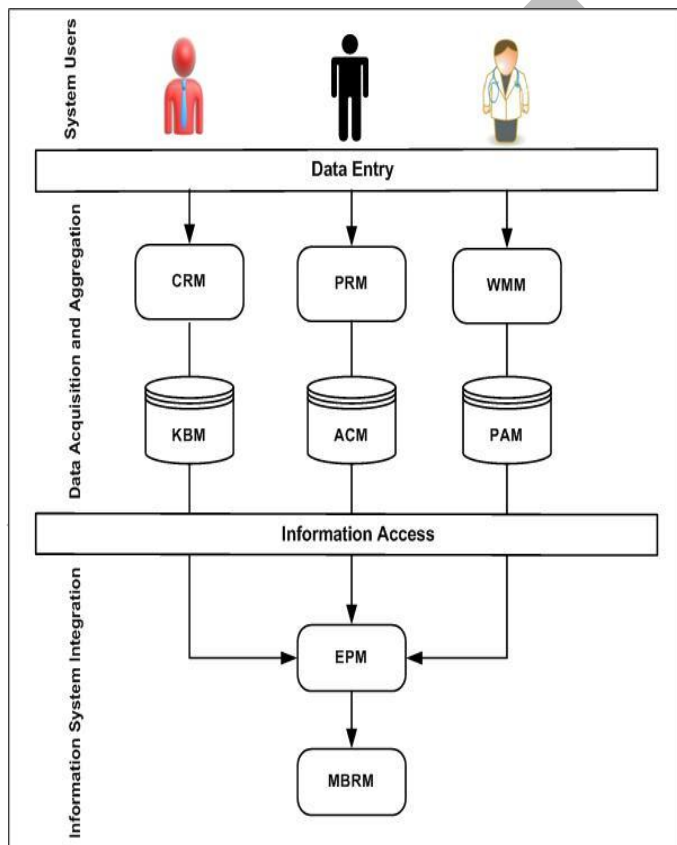 System Users
Data Entry
Data Acquisition and Aggregation
CRM
PRM
WMM
KBM
ACM
PAM
Information Access
Information System Integration
EPM
MBRM